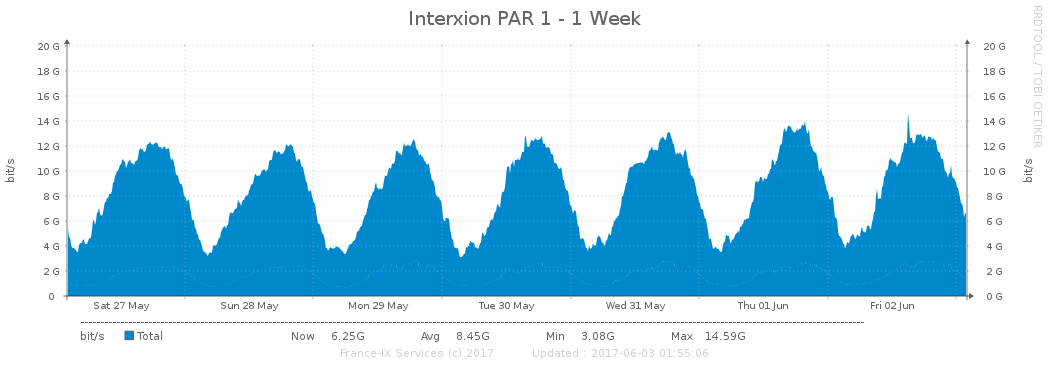 Interxion PAR 1 - 1 Week
RRDTOOL / TOBI OETIKER
bit/s
20 G
18 G
16 G
14 G
12 G
10 G
8 G
6 G
4 G
2 G
0
20 G
18 G
16 G
14 G
12 G
10 G
8 G
6 G
4 G
2 G
0 G
bit/s
Sat 27 May Sun 28 May Mon 29 May Tue 30 May Wed 31 May Thu 01 Jun Fri 02 Jun
bit/s Total Now 6.25G Avg 8.45G Min 3.08G Max 14.59G
France-IX Services (c) 2017 Updated : 2017-06-03 01:55:06